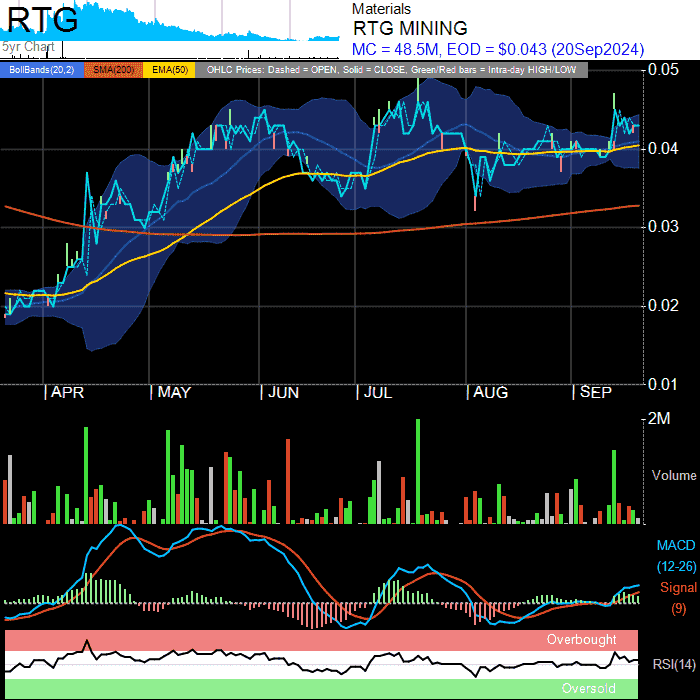 RTG
5yr Chart
Materials
RTG MINING
MC = 48.5M, EOD = $0.043 (20Sep2024)
BollBands(20,2) SMA(200) EMA(50) OHLC Prices: Dashed = OPEN, Solid = CLOSE, Green/Red bars = Intra-day HIGH/LOW
0.05
0.04
0.03
0.02
0.01
APR MAY JUN JUL AUG SEP
2M
Volume
MACD
(12-26)
Signal
(9)
Overbought
RSI(14)
Oversold